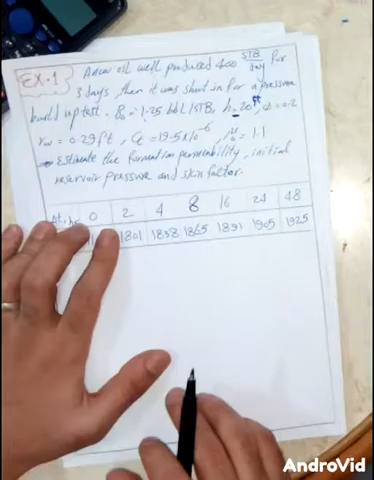 EX.1 A new oil well produced 400 STB/day for
3 days, then it was shut in for a pressure
build up test. Bo = 1.25 bbl/STB, h = 20 ft, Φ = 0.2
rw = 0.29 ft, Ct = 19.5 x 10^-6, μo = 1.1
Estimate the formation permeability, initial
reservoir pressure and skin factor.
0 2 4 8 16 24 48
1801 1838 1865 1891 1905 1925
AndroVid